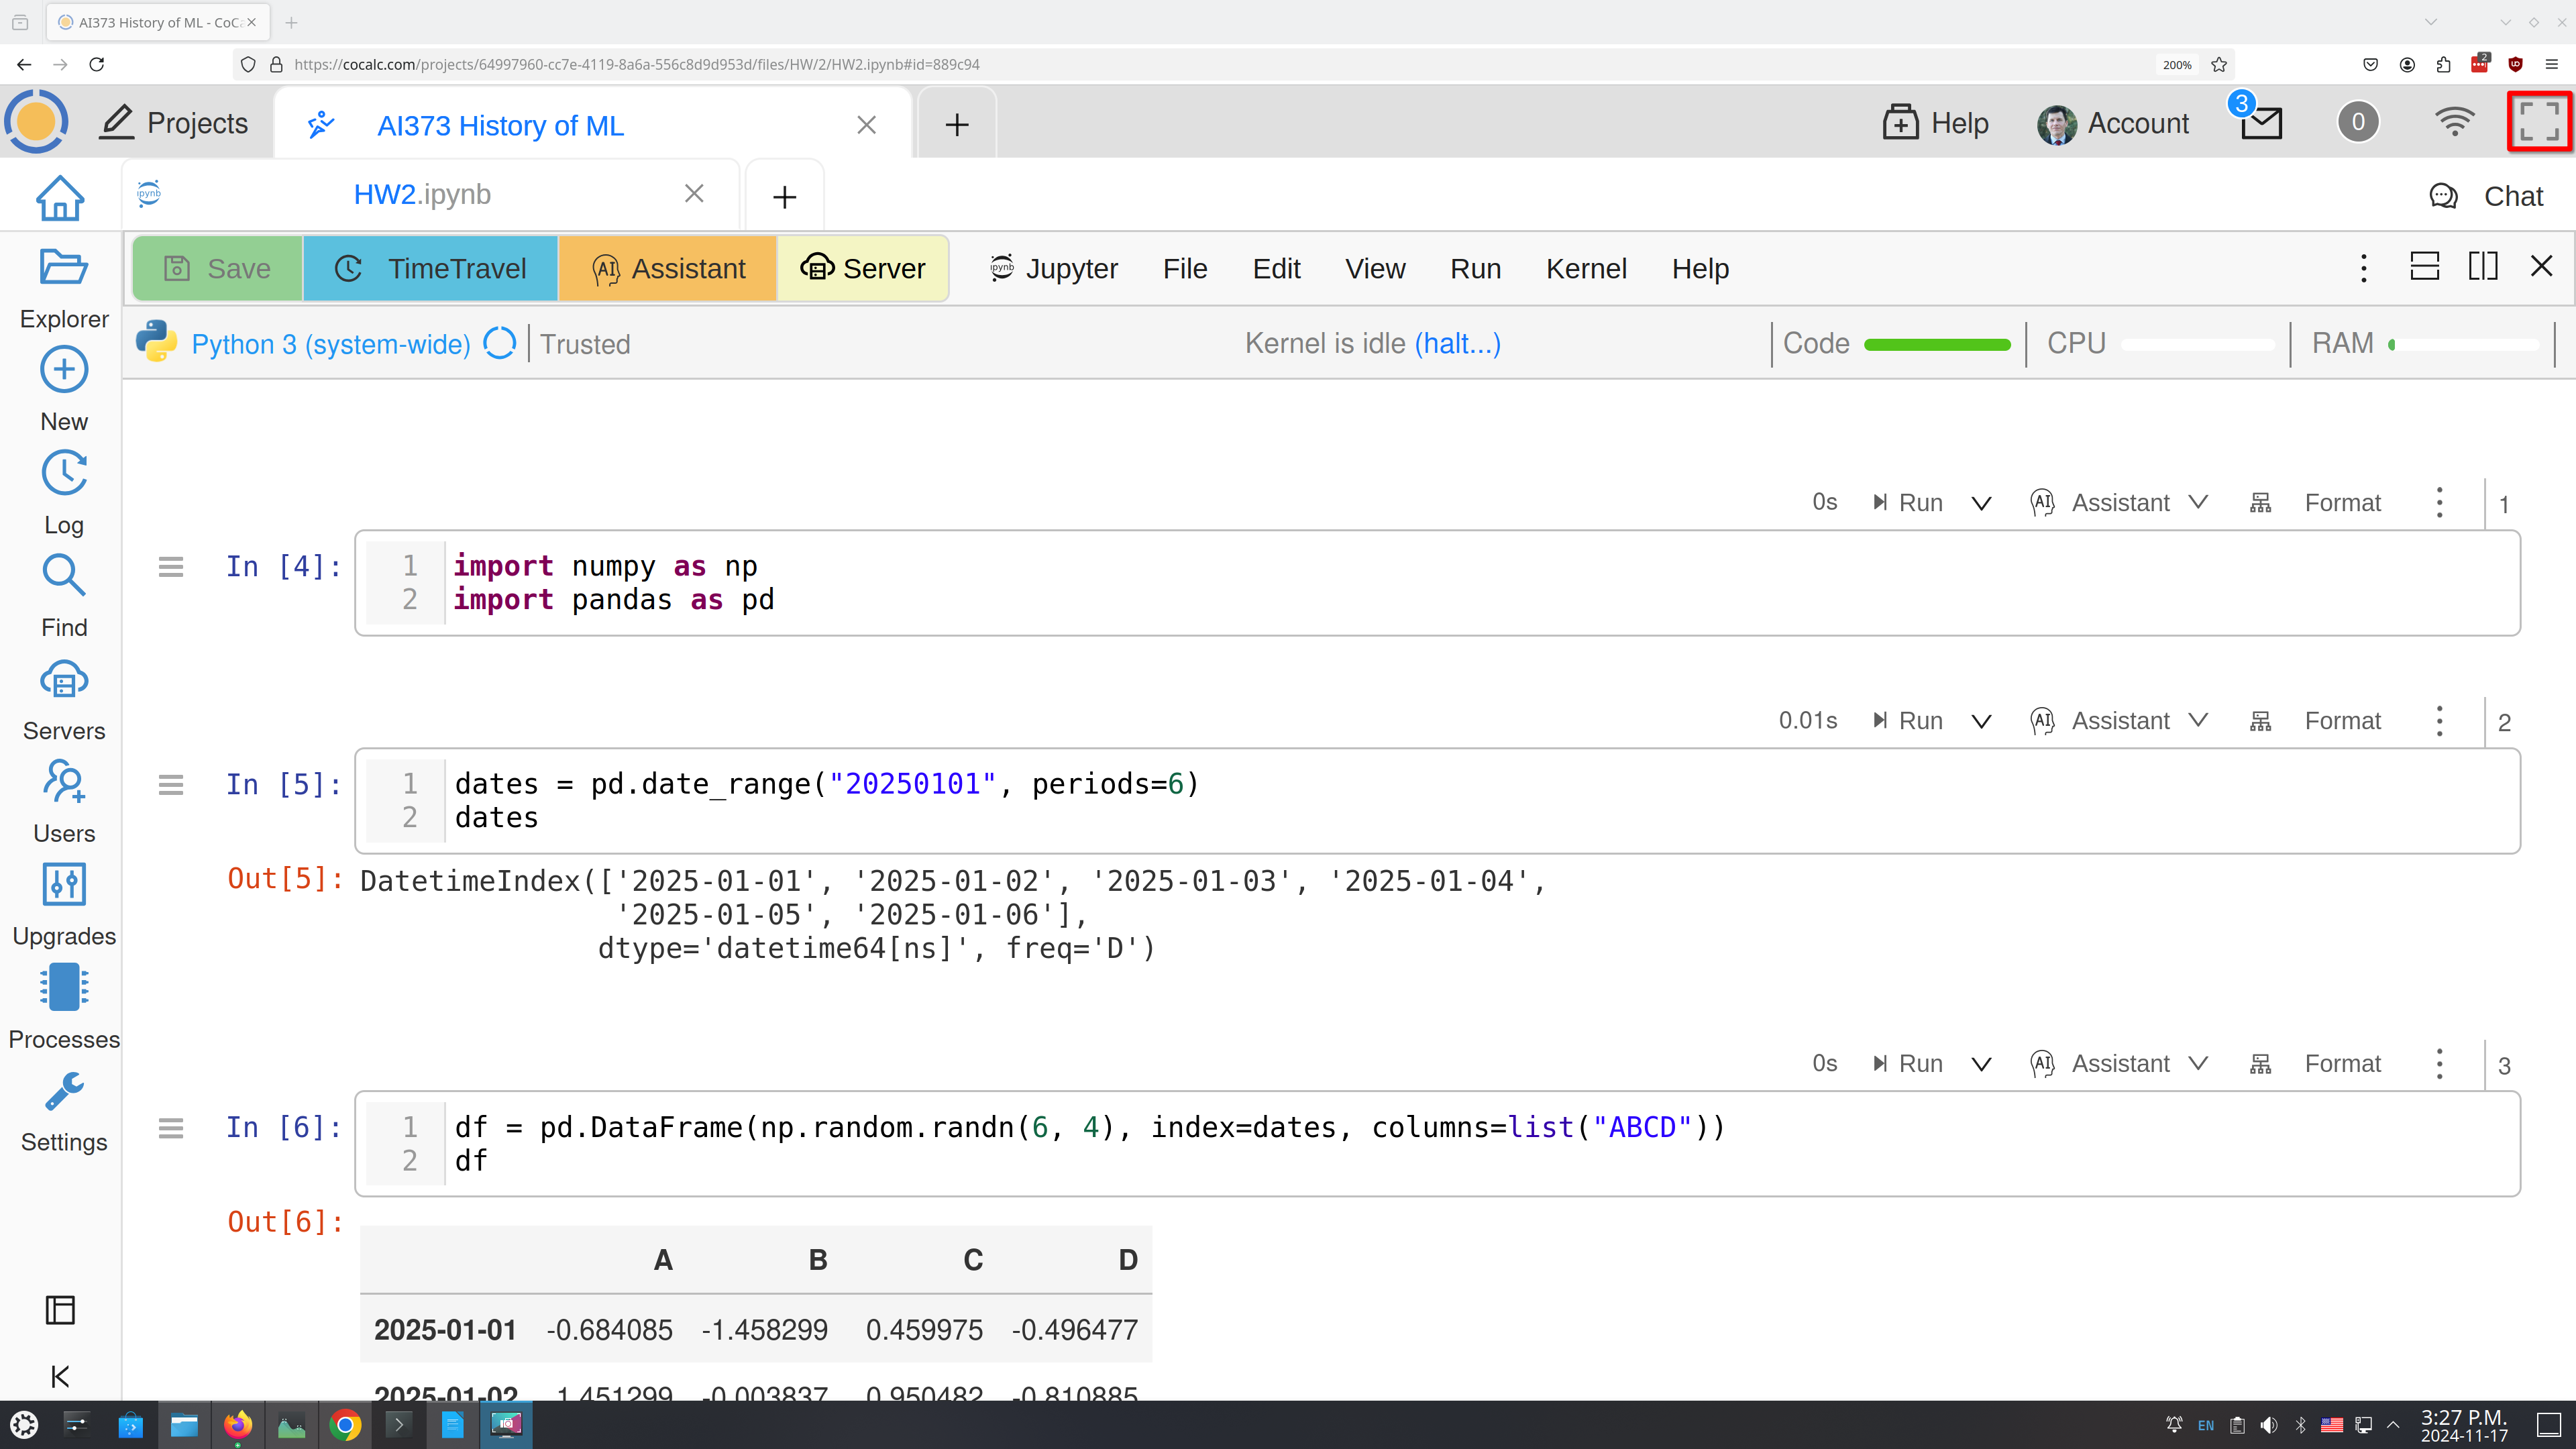 AI373 History of ML - CoCa
https://cocalc.com/projects/64997960-cc7e-4119-8a6a-556c8d9d953d/files/HW/2/HW2.ipynb#id=889c94
200%
2
Projects
AI373 History of ML
Help
Account
3
0
ipynb
HW2.ipynb
Chat
Save
TimeTravel
AI
Assistant
Server
ipynb
Jupyter
File
Edit
View
Run
Kernel
Help
Explorer
New
Log
Find
Servers
Users
Upgrades
Processes
Settings
Python 3 (system-wide)
Trusted
Kernel is idle (halt...)
Code
CPU
RAM
0s
Run
AI
Assistant
Format
1
In [4]:
1 import numpy as np
2 import pandas as pd
0.01s
Run
AI
Assistant
Format
2
In [5]:
1 dates = pd.date_range("20250101", periods=6)
2 dates
Out[5]:
DatetimeIndex(['2025-01-01', '2025-01-02', '2025-01-03', '2025-01-04',
'2025-01-05', '2025-01-06'],
dtype='datetime64[ns]', freq='D')
0s
Run
AI
Assistant
Format
3
In [6]:
1 df = pd.DataFrame(np.random.randn(6, 4), index=dates, columns=list("ABCD"))
2 df
Out[6]:
A B C D
2025-01-01 -0.684085 -1.458299 0.459975 -0.496477
2025-01-02 1.451299 -0.003837 0.950482 -0.810885
EN
3:27 P.M.
2024-11-17